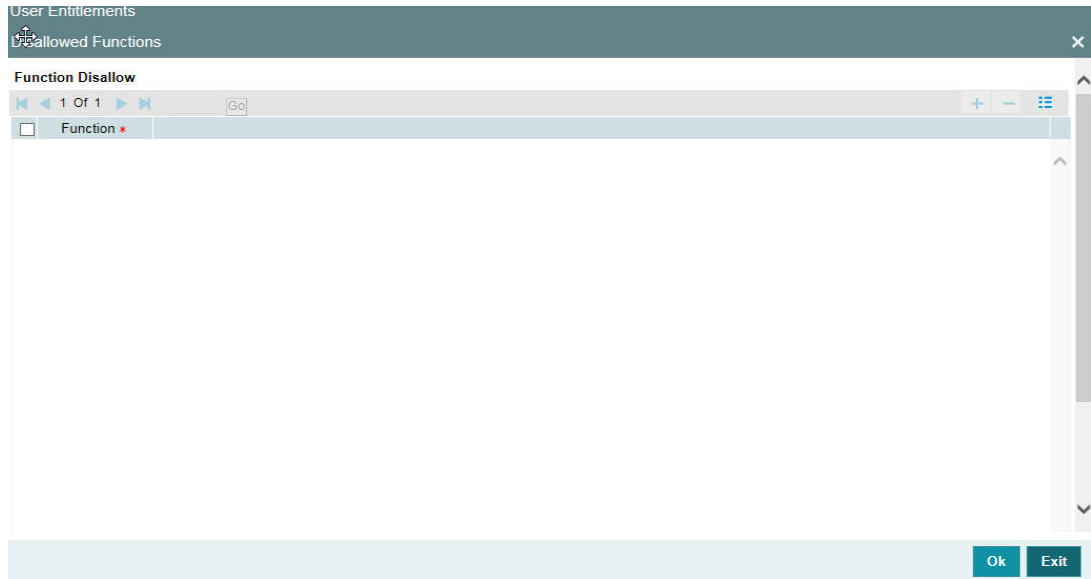 User Entitlements
Disallowed Functions
Function Disallow
1 Of 1 Go
Function *
Ok Exit